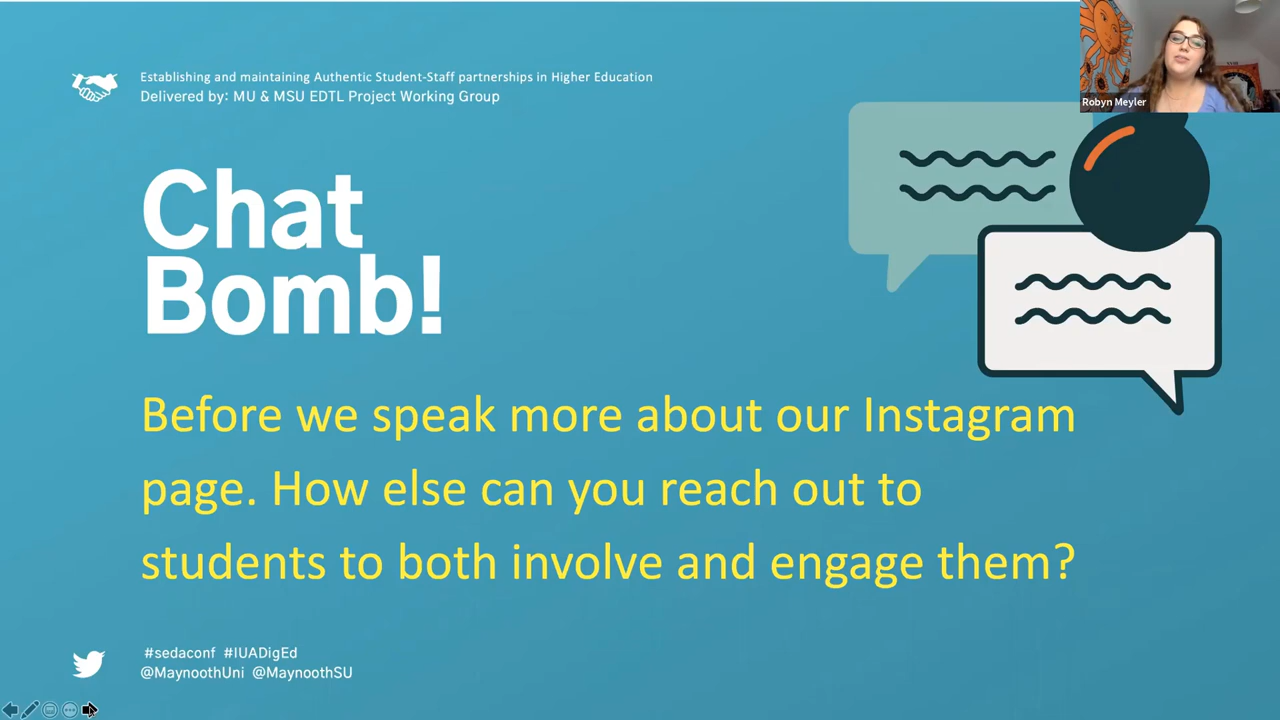 Establishing and maintaining Authentic Student-Staff partnerships in Higher Education
Delivered by: MU & MSU EDTL Project Working Group
Robyn Meyler
Chat
Bomb!
Before we speak more about our Instagram
page. How else can you reach out to
students to both involve and engage them?
#sedaconf #IUADigEd
@MaynoothUni @MaynoothSU